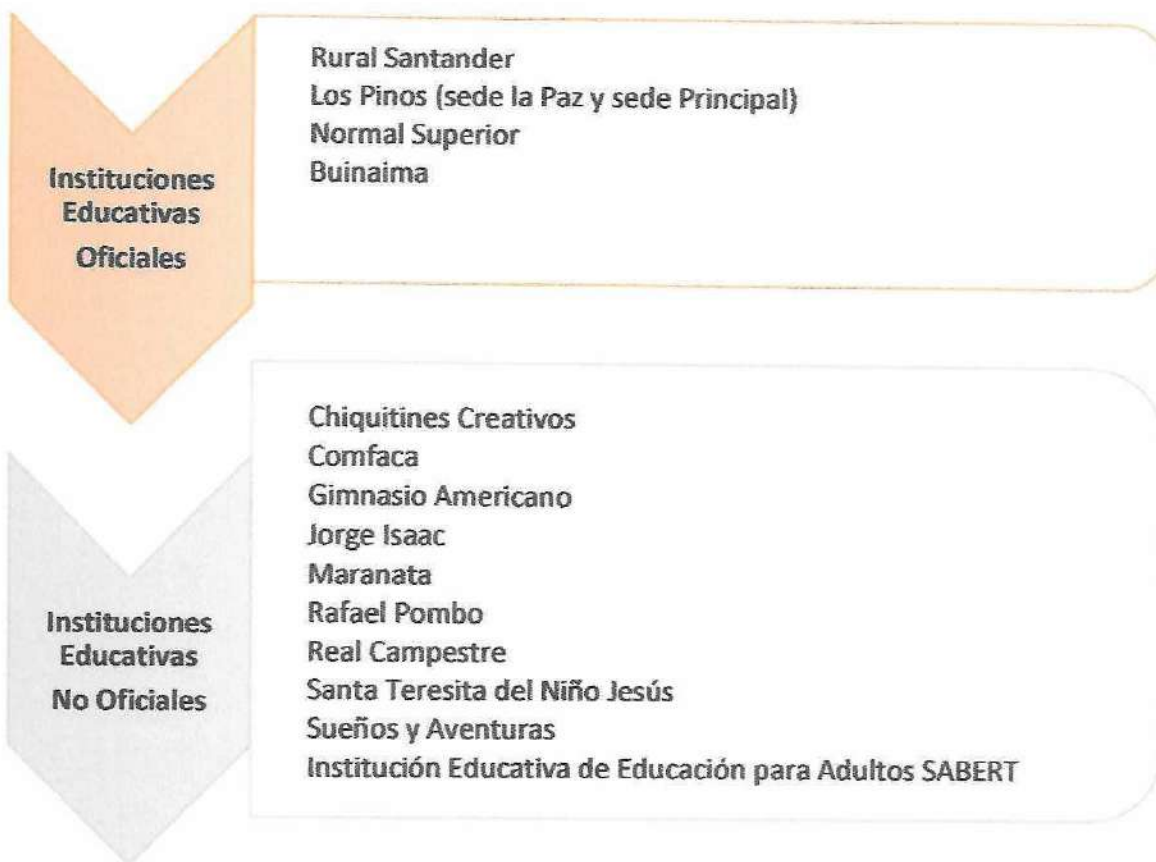 Instituciones
Educativas
Oficiales
Rural Santander
Los Pinos (sede la Paz y sede Principal)
Normal Superior
Buinaima
Instituciones
Educativas
No Oficiales
Chiquitines Creativos
Comfaca
Gimnasio Americano
Jorge Isaac
Maranata
Rafael Pombo
Real Campestre
Santa Teresita del Niño Jesús
Sueños y Aventuras
Institución Educativa de Educación para Adultos SABERT